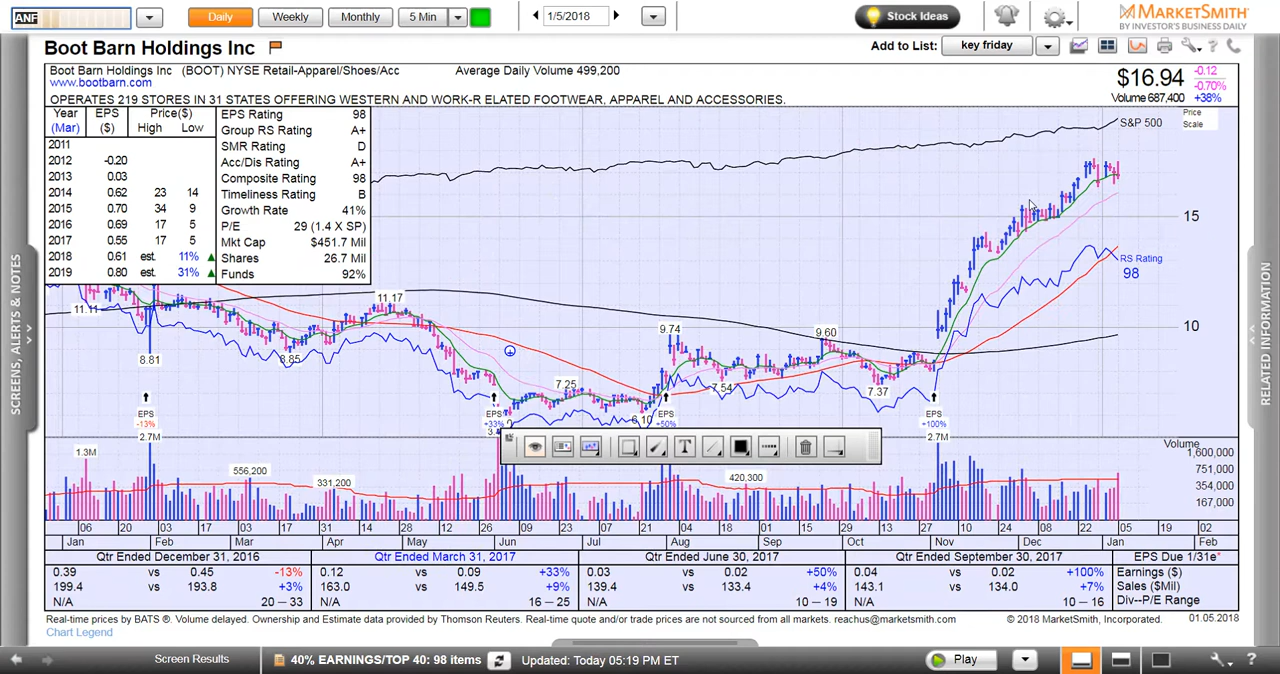 ANF Daily Weekly Monthly 5 Min 1/5/2018 Stock Ideas MARKETSMITH
BY INVESTOR'S BUSINESS DAILY
Boot Barn Holdings Inc Add to List: key friday ?
Boot Barn Holdings Inc (BOOT) NYSE Retail-Apparel/Shoes/Acc Average Daily Volume 499,200 $16.94 -0.12
www.bootbarn.com -0.70%
OPERATES 219 STORES IN 31 STATES OFFERING WESTERN AND WORK-R ELATED FOOTWEAR, APPAREL AND ACCESSORIES. Volume 687,400 +38%
Year EPS Price($)
(Mar) ($) High Low
2011
2012 -0.20
2013 0.03
2014 0.62 23 14
2015 0.70 34 9
2016 0.69 17 5
2017 0.55 17 5
2018 0.61 est. 11%
2019 0.80 est. 31%
EPS Rating 98
Group RS Rating A+
SMR Rating D
Acc/Dis Rating A+
Composite Rating 98
Timeliness Rating B
Growth Rate 41%
P/E 29 (1.4 X SP)
Mkt Cap $451.7 Mil
Shares 26.7 Mil
Funds 92%
Price
Scale
S&P 500
15
RS Rating
98
10
11.11
8.81
8.85
11.17
7.25
6.10
9.74
7.54
9.60
7.37
EPS
-13%
2.7M
EPS
+33%
EPS
+50%
EPS
+100%
2.7M
T
Volume
1,600,000
751,000
354,000
167,000
1.3M
556,200
331,200
420,300
06 20 03 17 03 17 31 14 28 12 26 09 23 07 21 04 18 01 15 29 13 27 10 24 08 22 05 19 02
Jan Feb Mar Apr May Jun Jul Aug Sep Oct Nov Dec Jan Feb
Qtr Ended December 31, 2016 Qtr Ended March 31, 2017 Qtr Ended June 30, 2017 Qtr Ended September 30, 2017 EPS Due 1/31e*
0.39 vs 0.45 -13% 0.12 vs 0.09 +33% 0.03 vs 0.02 +50% 0.04 vs 0.02 +100% Earnings ($)
199.4 vs 193.8 +3% 163.0 vs 149.5 +9% 139.4 vs 133.4 +4% 143.1 vs 134.0 +7% Sales ($Mil)
N/A 20 – 33 N/A 16 – 25 N/A 10 – 19 N/A 10 – 16 Div--P/E Range
Real-time prices by BATS ®. Volume delayed. Ownership and Estimate data provided by Thomson Reuters. Real-time quote and/or trade prices are not sourced from all markets. reachus@marketsmith.com © 2018 MarketSmith, Incorporated. 01.05.2018
Chart Legend
SCREENS, ALERTS & NOTES
RELATED INFORMATION
Screen Results 40% EARNINGS/TOP 40: 98 items Updated: Today 05:19 PM ET Play ?